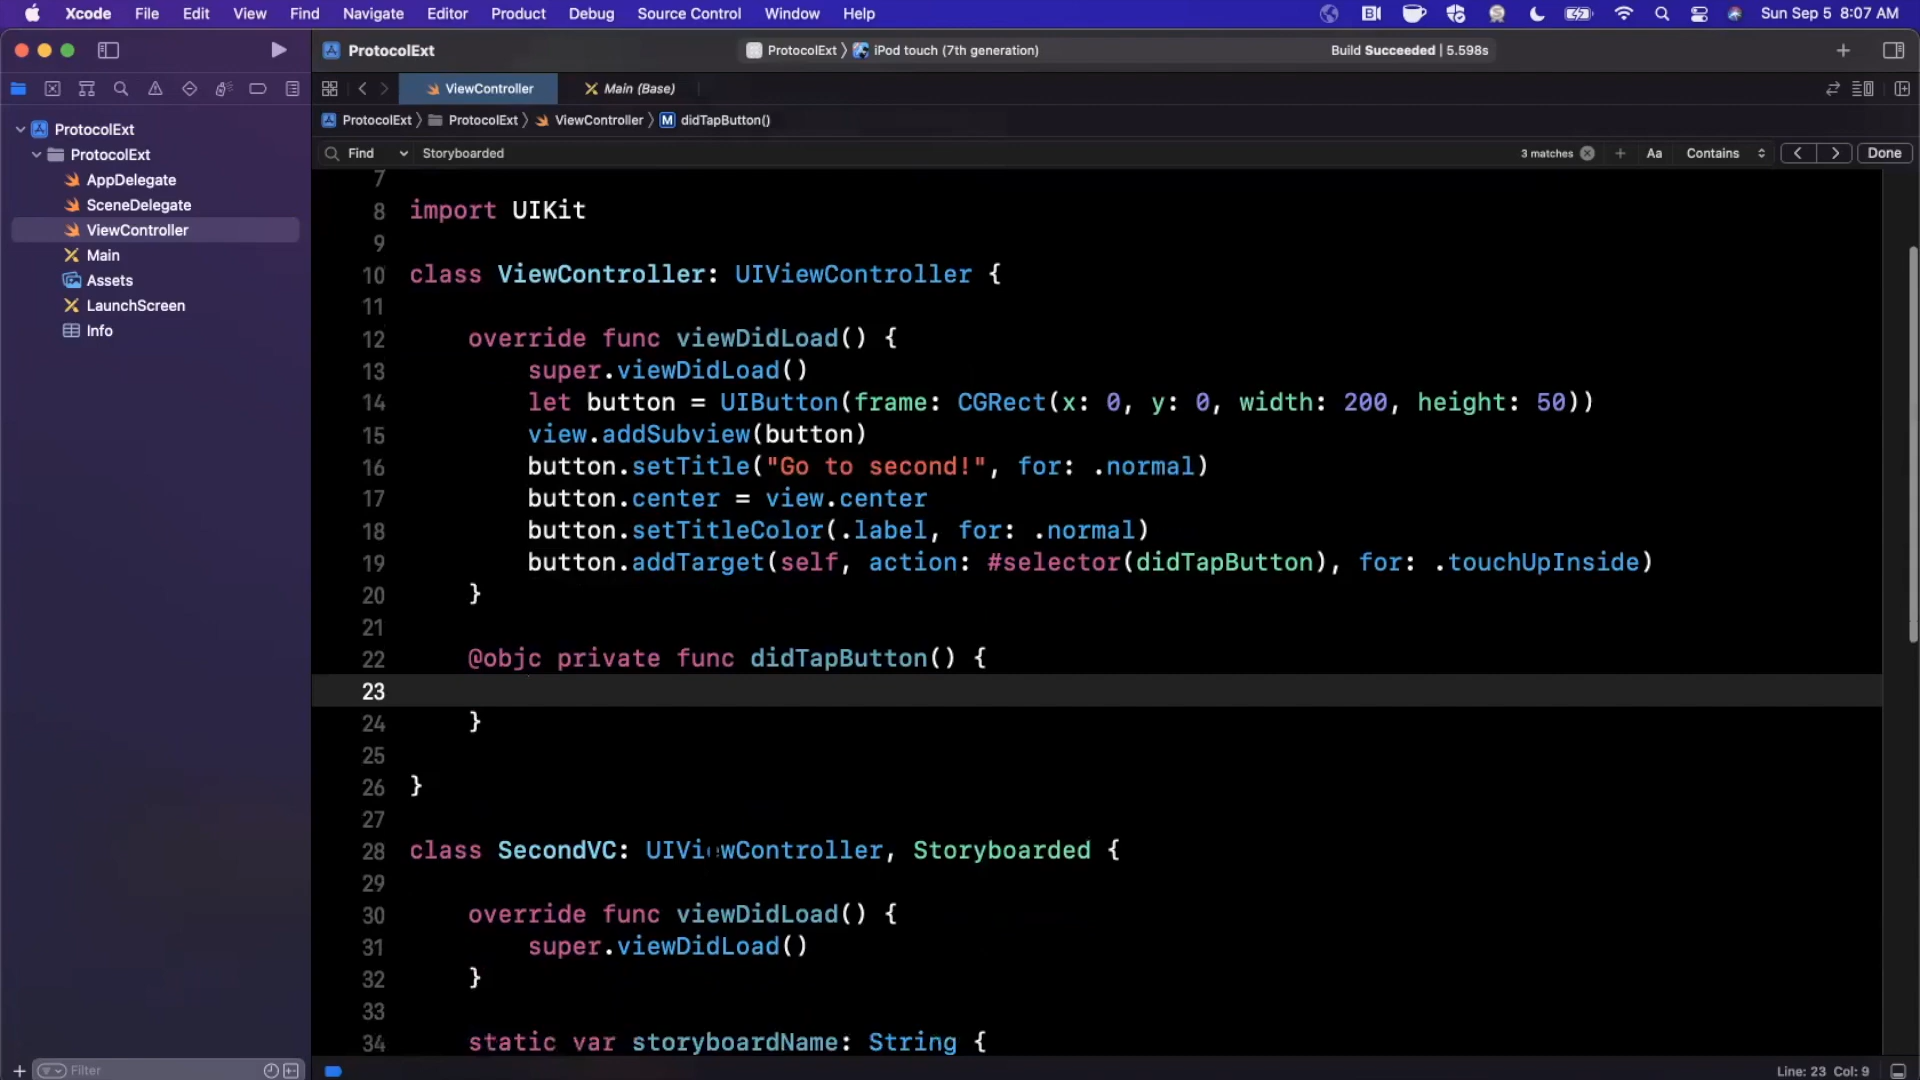 Xcode File Edit View Find Navigate Editor Product Debug Source Control Window Help Sun Sep 5 8:07 AM
ProtocolExt ProtocolExt 〉 iPod touch (7th generation) Build Succeeded | 5.598s
ViewController Main (Base)
ProtocolExt 〉 ProtocolExt 〉 ViewController 〉 M didTapButton()
Find Storyboarded 3 matches Aa Contains Done
ProtocolExt
ProtocolExt
AppDelegate
SceneDelegate
ViewController
Main
Assets
LaunchScreen
Info
7
8 import UIKit
9
10 class ViewController: UIViewController {
11
12 override func viewDidLoad() {
13 super.viewDidLoad()
14 let button = UIButton(frame: CGRect(x: 0, y: 0, width: 200, height: 50))
15 view.addSubview(button)
16 button.setTitle("Go to second!", for: .normal)
17 button.center = view.center
18 button.setTitleColor(.label, for: .normal)
19 button.addTarget(self, action: #selector(didTapButton), for: .touchUpInside)
20 }
21
22 @objc private func didTapButton() {
23
24 }
25
26 }
27
28 class SecondVC: UIViewController, Storyboarded {
29
30 override func viewDidLoad() {
31 super.viewDidLoad()
32 }
33
34 static var storyboardName: String {
Filter Line: 23 Col: 9